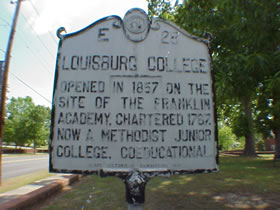 E 28
LOUISBURG COLLEGE
OPENED IN 1857 ON THE
SITE OF THE FRANKLIN
ACADEMY, CHARTERED 1787.
NOW A METHODIST JUNIOR
COLLEGE, COEDUCATIONAL.